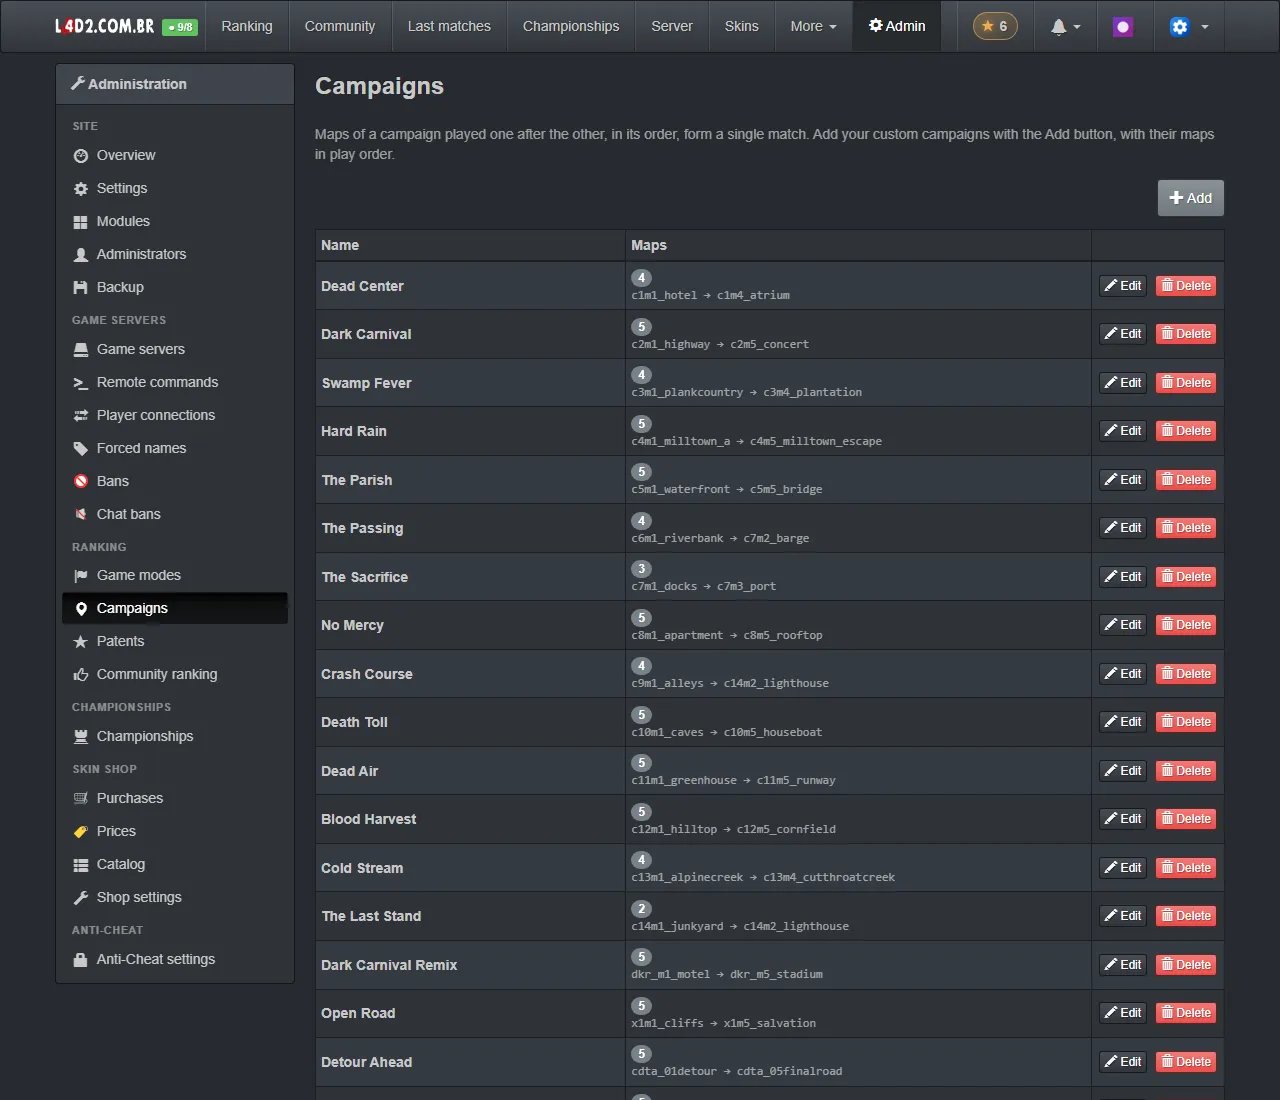 L4D2.COM.BR 9/8 Ranking Community Last matches Championships Server Skins More Admin 6
Administration
SITE
Overview
Settings
Modules
Administrators
Backup
GAME SERVERS
Game servers
Remote commands
Player connections
Forced names
Bans
Chat bans
RANKING
Game modes
Campaigns
Patents
Community ranking
CHAMPIONSHIPS
Championships
SKIN SHOP
Purchases
Prices
Catalog
Shop settings
ANTI-CHEAT
Anti-Cheat settings
Campaigns
Maps of a campaign played one after the other, in its order, form a single match. Add your custom campaigns with the Add button, with their maps
in play order.
Add
Name Maps
Dead Center 4 Edit Delete
c1m1_hotel → c1m4_atrium
Dark Carnival 5 Edit Delete
c2m1_highway → c2m5_concert
Swamp Fever 4 Edit Delete
c3m1_plankcountry → c3m4_plantation
Hard Rain 5 Edit Delete
c4m1_milltown_a → c4m5_milltown_escape
The Parish 5 Edit Delete
c5m1_waterfront → c5m5_bridge
The Passing 4 Edit Delete
c6m1_riverbank → c7m2_barge
The Sacrifice 3 Edit Delete
c7m1_docks → c7m3_port
No Mercy 5 Edit Delete
c8m1_apartment → c8m5_rooftop
Crash Course 4 Edit Delete
c9m1_alleys → c14m2_lighthouse
Death Toll 5 Edit Delete
c10m1_caves → c10m5_houseboat
Dead Air 5 Edit Delete
c11m1_greenhouse → c11m5_runway
Blood Harvest 5 Edit Delete
c12m1_hilltop → c12m5_cornfield
Cold Stream 4 Edit Delete
c13m1_alpinecreek → c13m4_cutthroatcreek
The Last Stand 2 Edit Delete
c14m1_junkyard → c14m2_lighthouse
Dark Carnival Remix 5 Edit Delete
dkr_m1_motel → dkr_m5_stadium
Open Road 5 Edit Delete
x1m1_cliffs → x1m5_salvation
Detour Ahead 5 Edit Delete
cdta_01detour → cdta_05finalroad